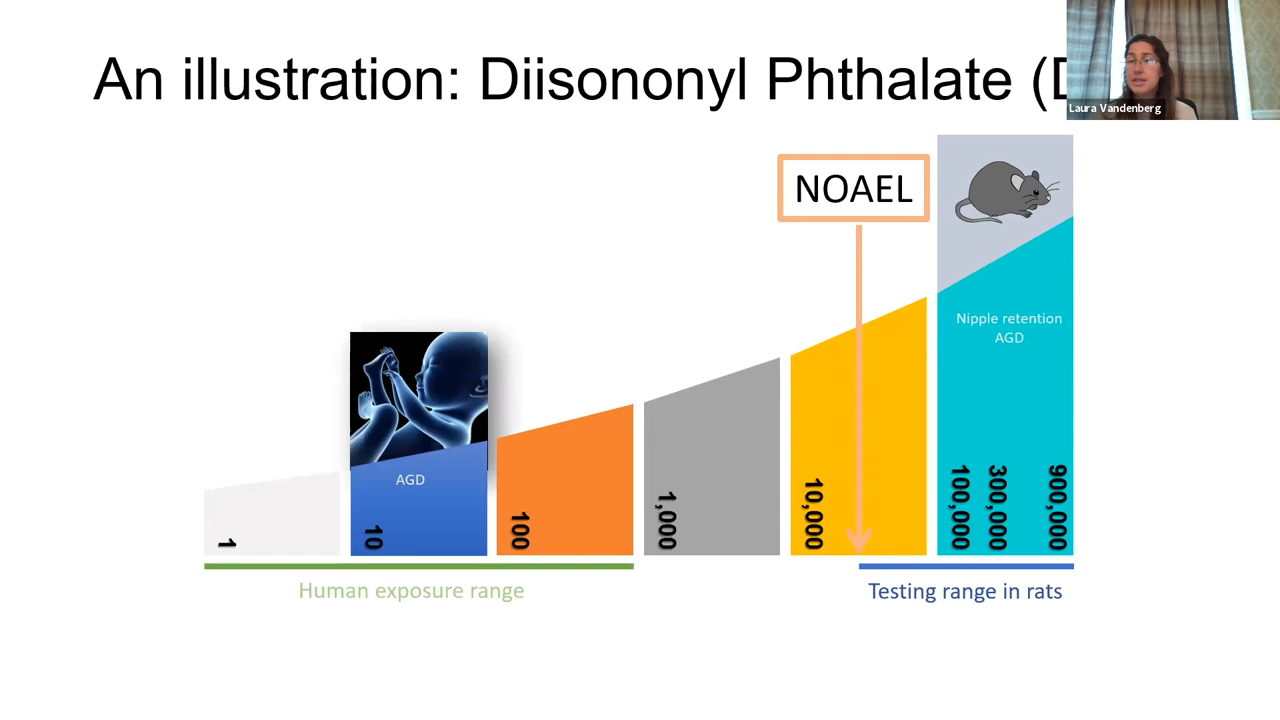 An illustration: Diisononyl Phthalate (D
Laura Vandenberg
NOAEL
Nipple retention
AGD
AGD
1
10
100
1,000
10,000
100,000
300,000
900,000
Human exposure range
Testing range in rats